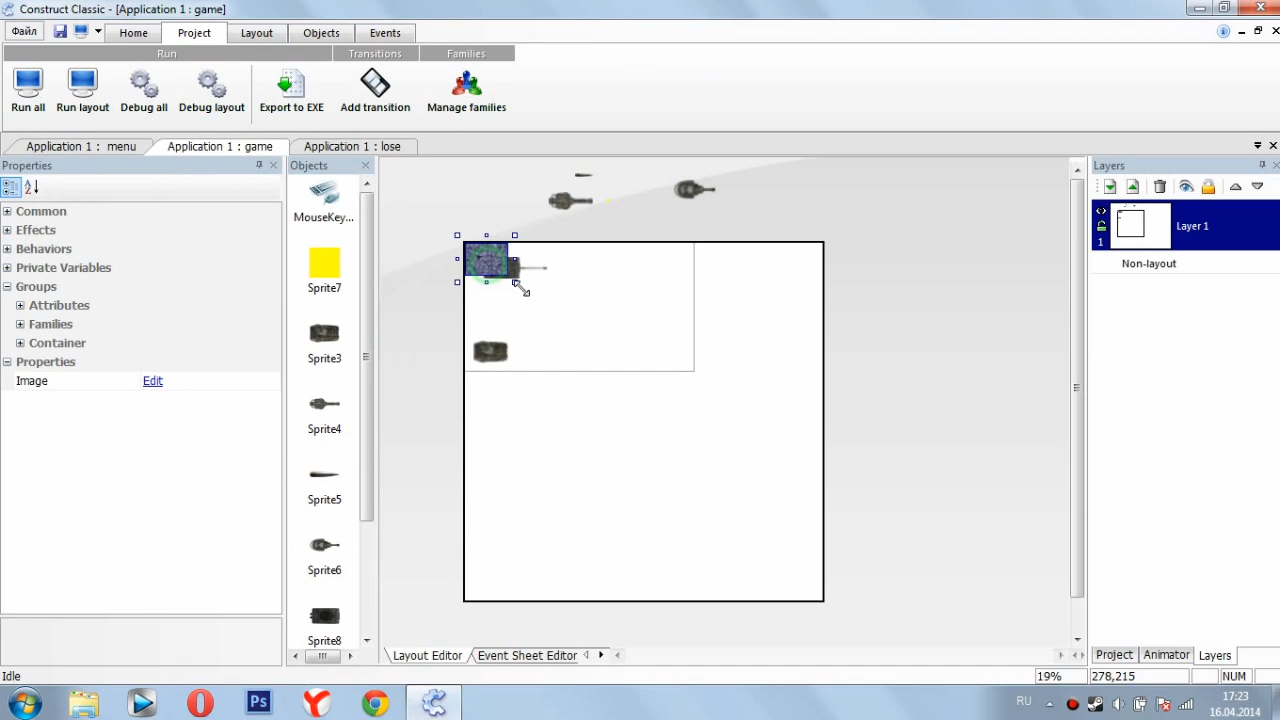 Construct Classic - [Application 1 : game]
Файл
Home
Project
Layout
Objects
Events
Run
Transitions
Families
Run all
Run layout
Debug all
Debug layout
Export to EXE
Add transition
Manage families
Application 1 : menu
Application 1 : game
Application 1 : lose
Properties
Common
Effects
Behaviors
Private Variables
Groups
Attributes
Families
Container
Properties
Image
Edit
Objects
MouseKey...
Sprite7
Sprite3
Sprite4
Sprite5
Sprite6
Sprite8
Layout Editor
Event Sheet Editor
Layers
1
Layer 1
Non-layout
Project
Animator
Layers
Idle
19%
278,215
NUM
Ps
RU
17:23
16.04.2014